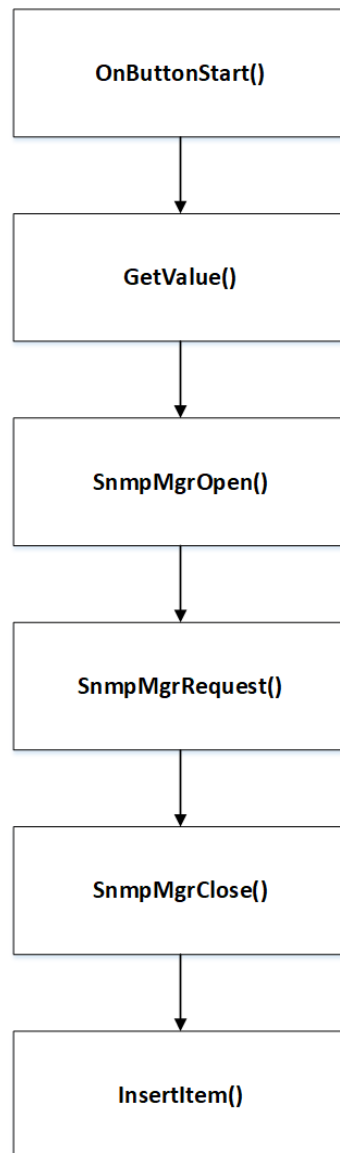 OnButtonStart()
GetValue()
SnmpMgrOpen()
SnmpMgrRequest()
SnmpMgrClose()
InsertItem()